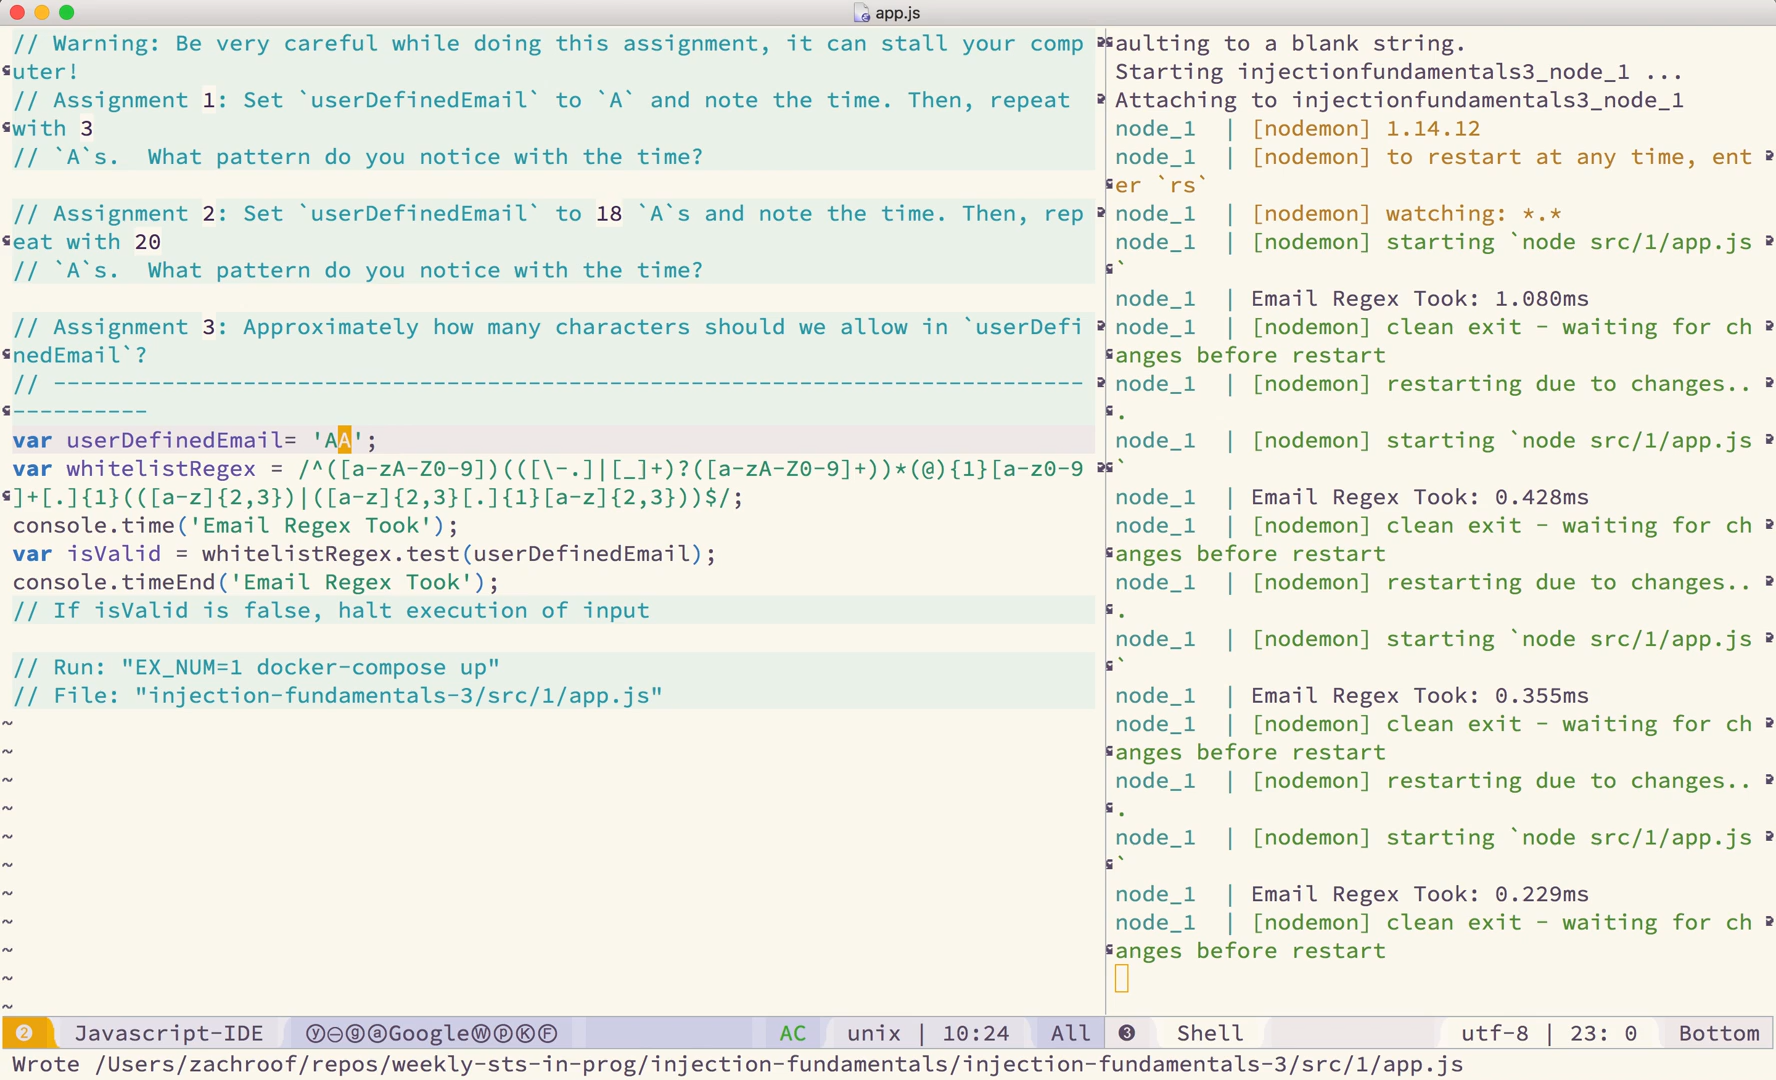 app.js
// Warning: Be very careful while doing this assignment, it can stall your comp
uter!
// Assignment 1: Set `userDefinedEmail` to `A` and note the time. Then, repeat
with 3
// `A`s.  What pattern do you notice with the time?
// Assignment 2: Set `userDefinedEmail` to 18 `A`s and note the time. Then, rep
eat with 20
// `A`s.  What pattern do you notice with the time?
// Assignment 3: Approximately how many characters should we allow in `userDefi
nedEmail`?
// ----------------------------------------------------------------------------
----------
var userDefinedEmail= 'AA';
var whitelistRegex = /^([a-zA-Z0-9])(([\-.]|[_]+)?([a-zA-Z0-9]+))*(@){1}[a-z0-9
]+[.]{1}(([a-z]{2,3})|([a-z]{2,3}[.]{1}[a-z]{2,3}))$/;
console.time('Email Regex Took');
var isValid = whitelistRegex.test(userDefinedEmail);
console.timeEnd('Email Regex Took');
// If isValid is false, halt execution of input
// Run: "EX_NUM=1 docker-compose up"
// File: "injection-fundamentals-3/src/1/app.js"
~
~
~
~
~
~
~
~
~
~
~
aulting to a blank string.
Starting injectionfundamentals3_node_1 ...
Attaching to injectionfundamentals3_node_1
node_1  | [nodemon] 1.14.12
node_1  | [nodemon] to restart at any time, ent
er `rs`
node_1  | [nodemon] watching: *.*
node_1  | [nodemon] starting `node src/1/app.js
`
node_1  | Email Regex Took: 1.080ms
node_1  | [nodemon] clean exit - waiting for ch
anges before restart
node_1  | [nodemon] restarting due to changes..
.
node_1  | [nodemon] starting `node src/1/app.js
`
node_1  | Email Regex Took: 0.428ms
node_1  | [nodemon] clean exit - waiting for ch
anges before restart
node_1  | [nodemon] restarting due to changes..
.
node_1  | [nodemon] starting `node src/1/app.js
`
node_1  | Email Regex Took: 0.355ms
node_1  | [nodemon] clean exit - waiting for ch
anges before restart
node_1  | [nodemon] restarting due to changes..
.
node_1  | [nodemon] starting `node src/1/app.js
`
node_1  | Email Regex Took: 0.229ms
node_1  | [nodemon] clean exit - waiting for ch
anges before restart
❷ Javascript-IDE ⓨ⊖ⓖⓐGoogleⓌⓟⓀⒻ AC unix | 10:24 All ❸ Shell utf-8 | 23: 0 Bottom
Wrote /Users/zachroof/repos/weekly-sts-in-prog/injection-fundamentals/injection-fundamentals-3/src/1/app.js